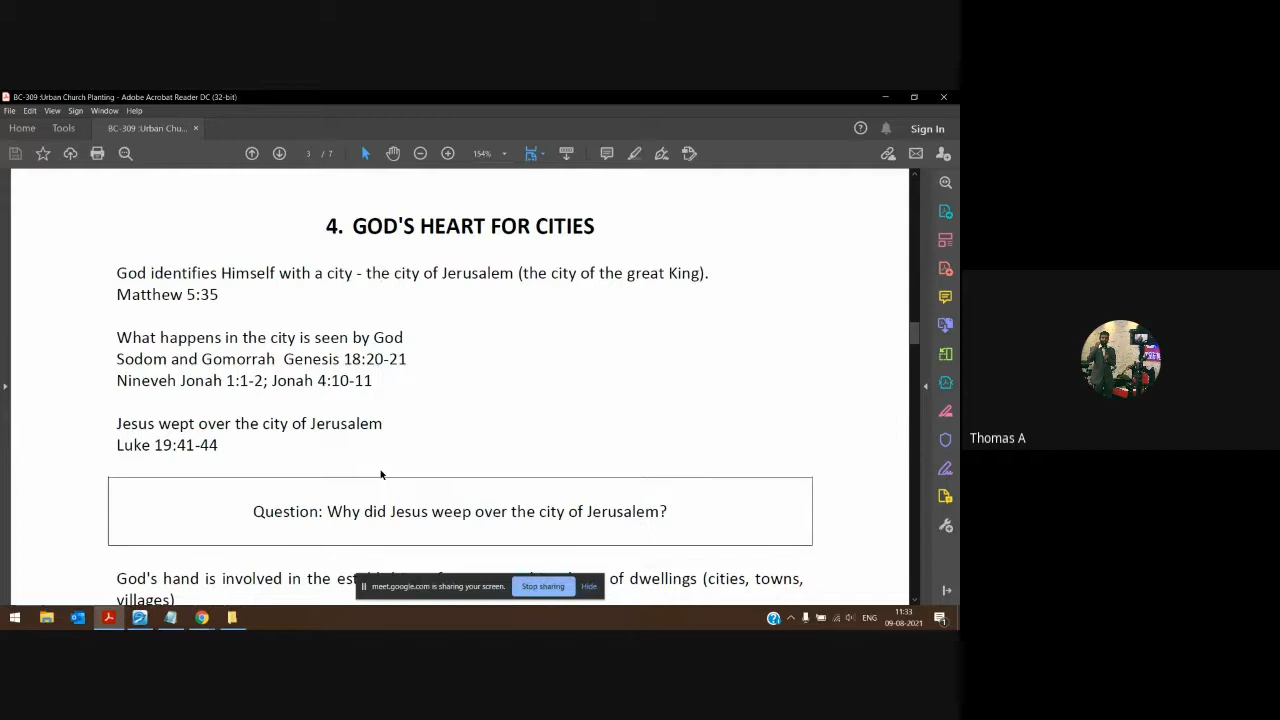 BC-309 :Urban Church Planting - Adobe Acrobat Reader DC (32-bit)
File Edit View Sign Window Help
Home Tools BC-309 :Urban Chu... × Sign In
3 / 7 154%
4. GOD'S HEART FOR CITIES
God identifies Himself with a city - the city of Jerusalem (the city of the great King).
Matthew 5:35
What happens in the city is seen by God
Sodom and Gomorrah Genesis 18:20-21
Nineveh Jonah 1:1-2; Jonah 4:10-11
Jesus wept over the city of Jerusalem
Luke 19:41-44
Question: Why did Jesus weep over the city of Jerusalem?
God's hand is involved in the of dwellings (cities, towns,
villages)
meet.google.com is sharing your screen. Stop sharing Hide
ENG 11:33
09-08-2021
Thomas A